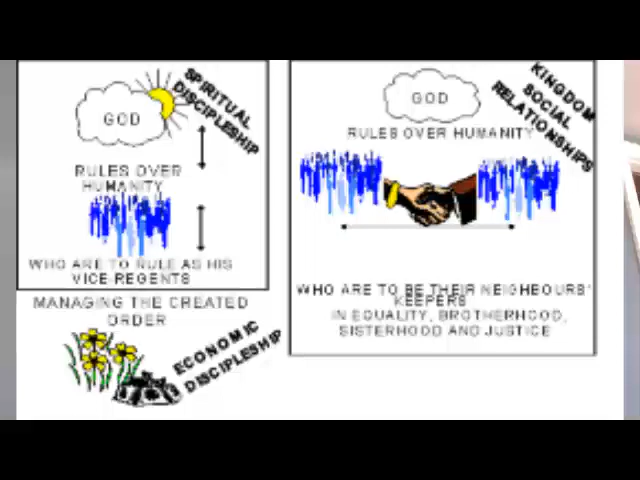 SPIRITUAL
DISCIPLESHIP
GOD
RULES OVER
HUMANITY
WHO ARE TO RULE AS HIS
VICE REGENTS
MANAGING THE CREATED
ORDER
ECONOMIC
DISCIPLESHIP
KINGDOM
SOCIAL
RELATIONSHIPS
GOD
RULES OVER HUMANITY
WHO ARE TO BE THEIR NEIGHBOURS'
KEEPERS
IN EQUALITY, BROTHERHOOD,
SISTERHOOD AND JUSTICE